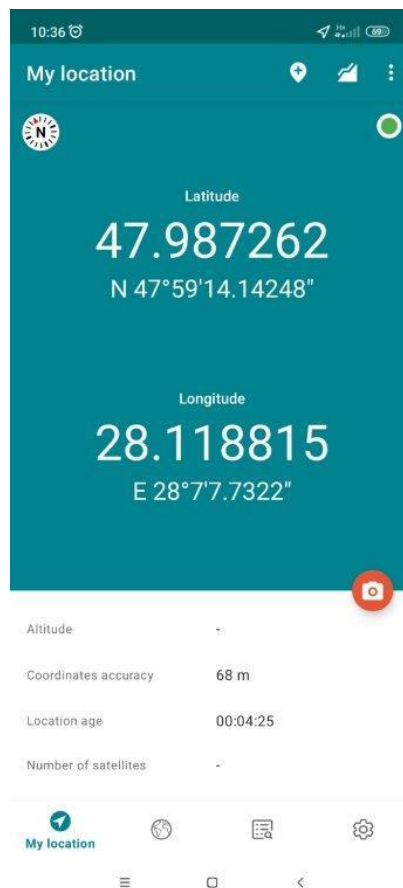 10:36
69
My location
N
Latitude
47.987262
N 47°59'14.14248"
Longitude
28.118815
E 28°7'7.7322"
Altitude -
Coordinates accuracy 68 m
Location age 00:04:25
Number of satellites -
My location